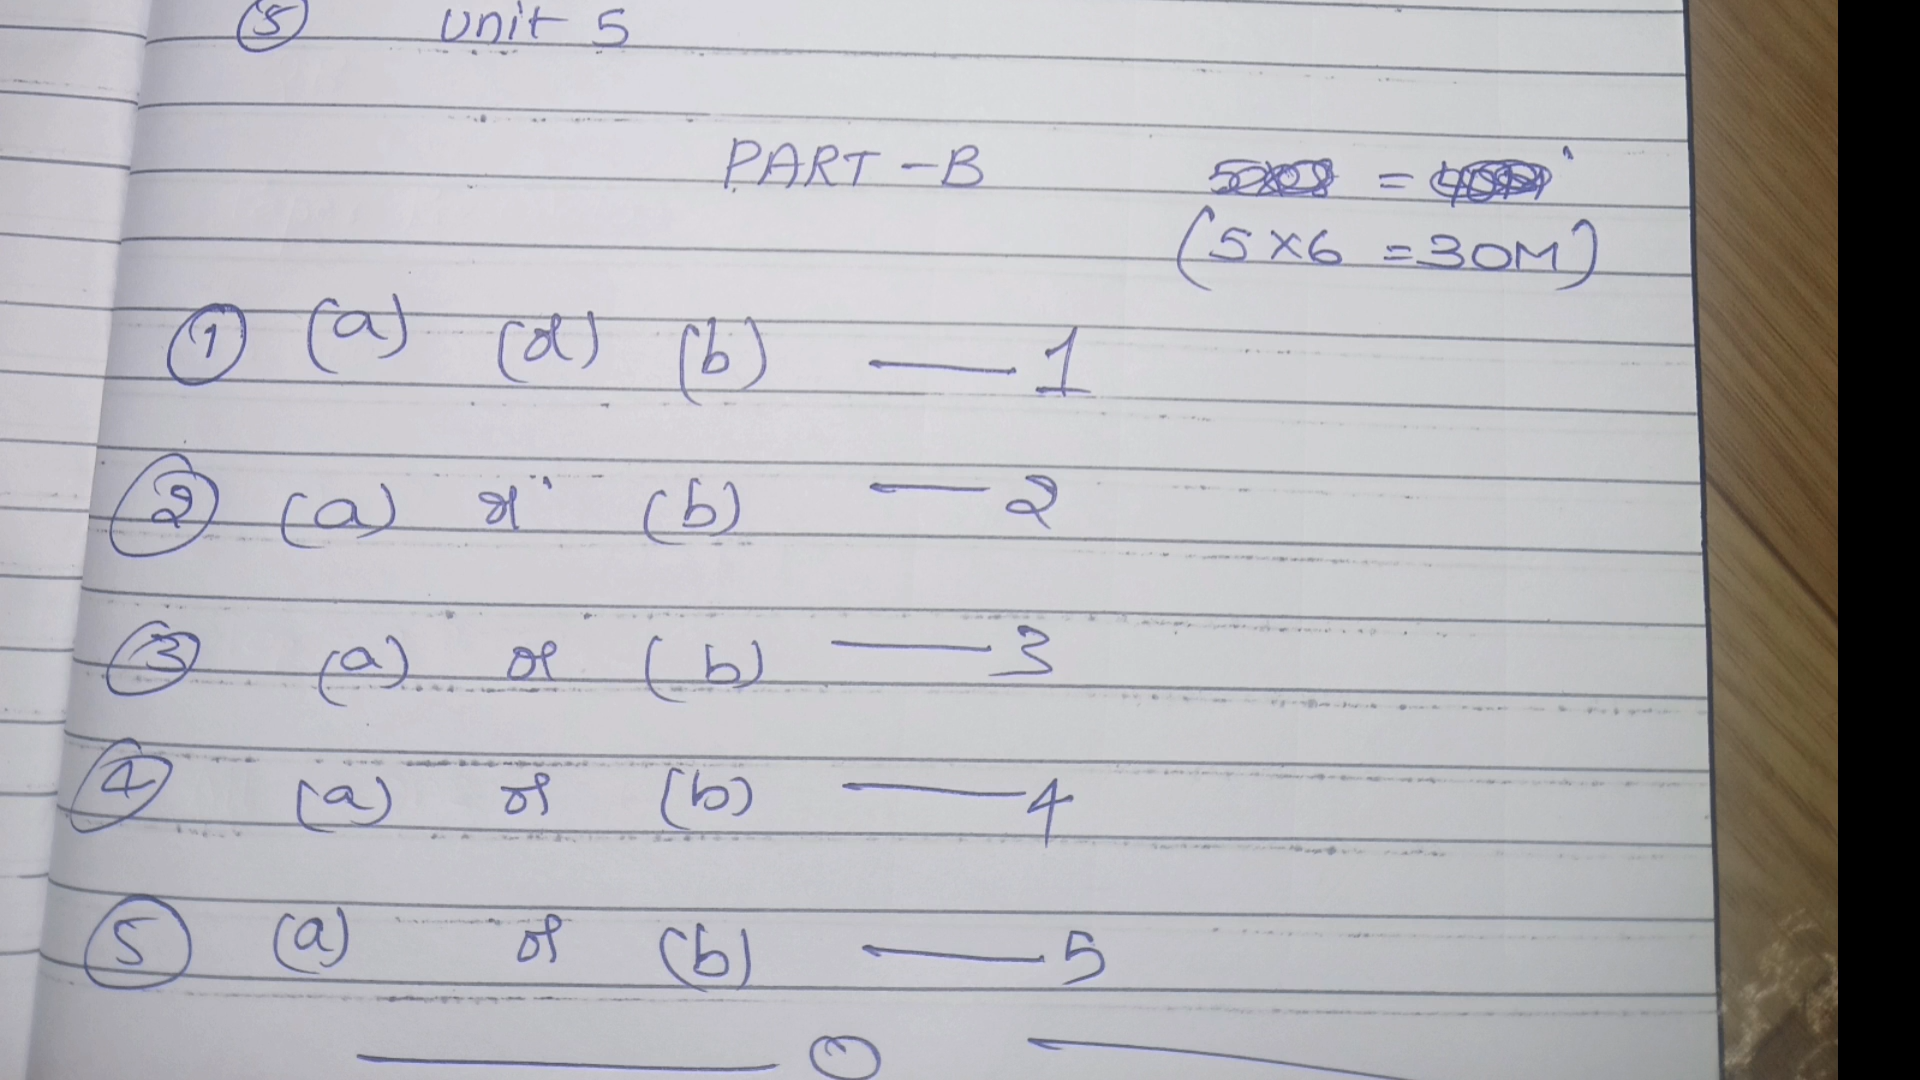 ⑤ Unit 5
PART - B
=
(5×6 = 30M)
① (a) (or) (b) — 1
② (a) or (b) — 2
③ (a) or (b) — 3
④ (a) or (b) — 4
⑤ (a) or (b) — 5